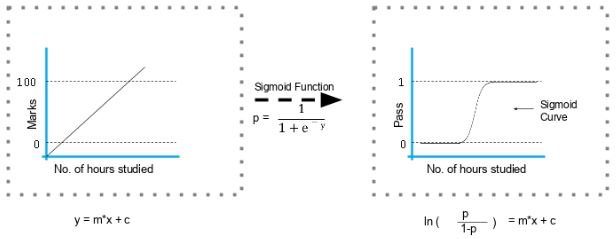 100
Marks
0
No. of hours studied
y = m*x + c
Sigmoid Function
p = 1 / 1 + e^-y
1
Pass
0
Sigmoid
Curve
No. of hours studied
ln ( p / 1-p ) = m*x + c